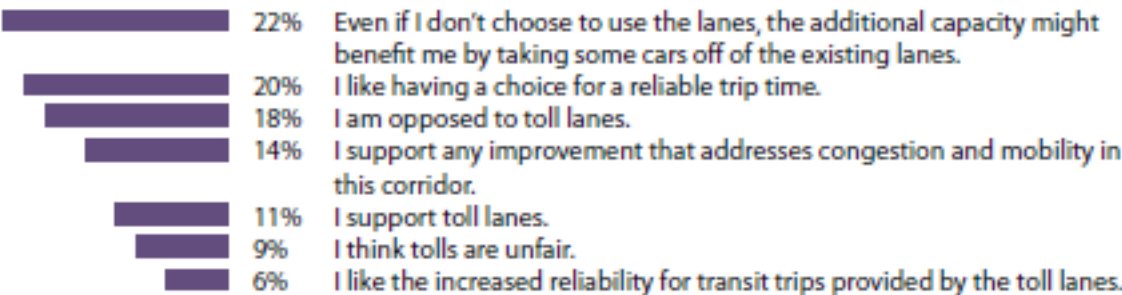 22% Even if I don't choose to use the lanes, the additional capacity might
benefit me by taking some cars off of the existing lanes.
20% I like having a choice for a reliable trip time.
18% I am opposed to toll lanes.
14% I support any improvement that addresses congestion and mobility in
this corridor.
11% I support toll lanes.
9% I think tolls are unfair.
6% I like the increased reliability for transit trips provided by the toll lanes.